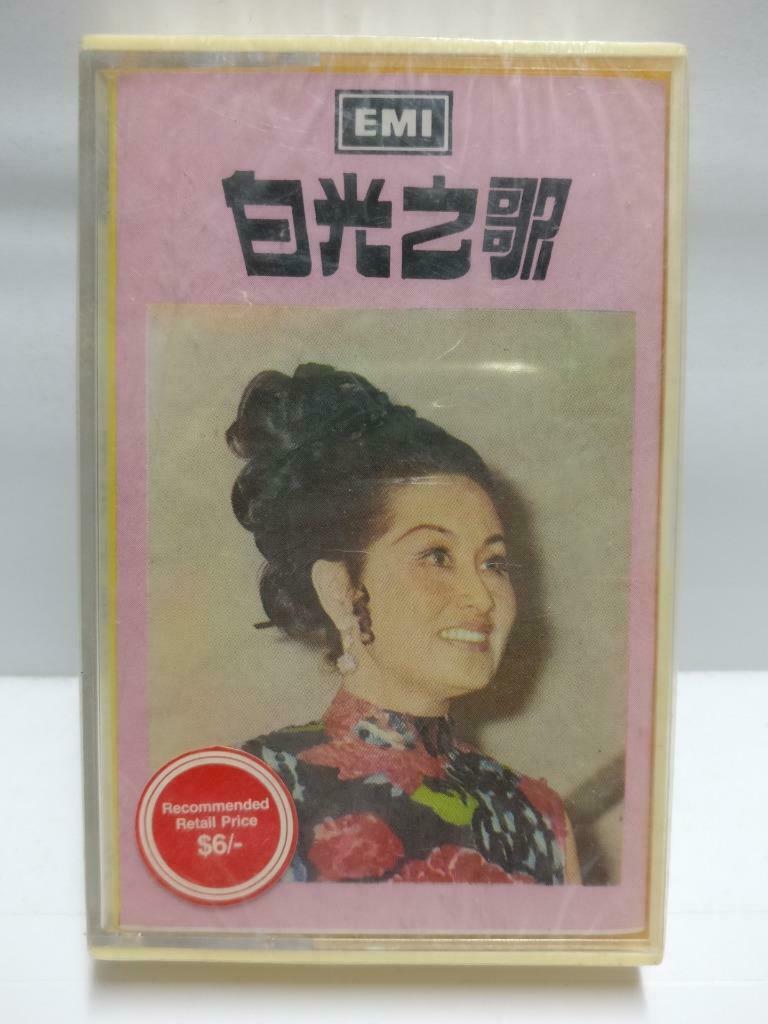 EMI
白光之歌
Recommended
Retail Price
$6/-